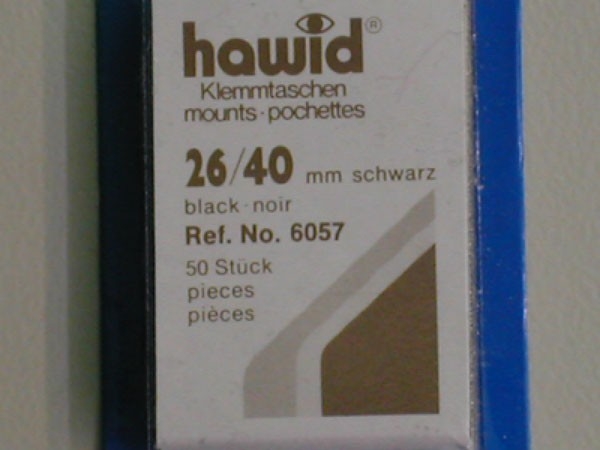 hawid®
Klemmtaschen
mounts·pochettes
26/40 mm schwarz
black·noir
Ref. No. 6057
50 Stück
pieces
pièces